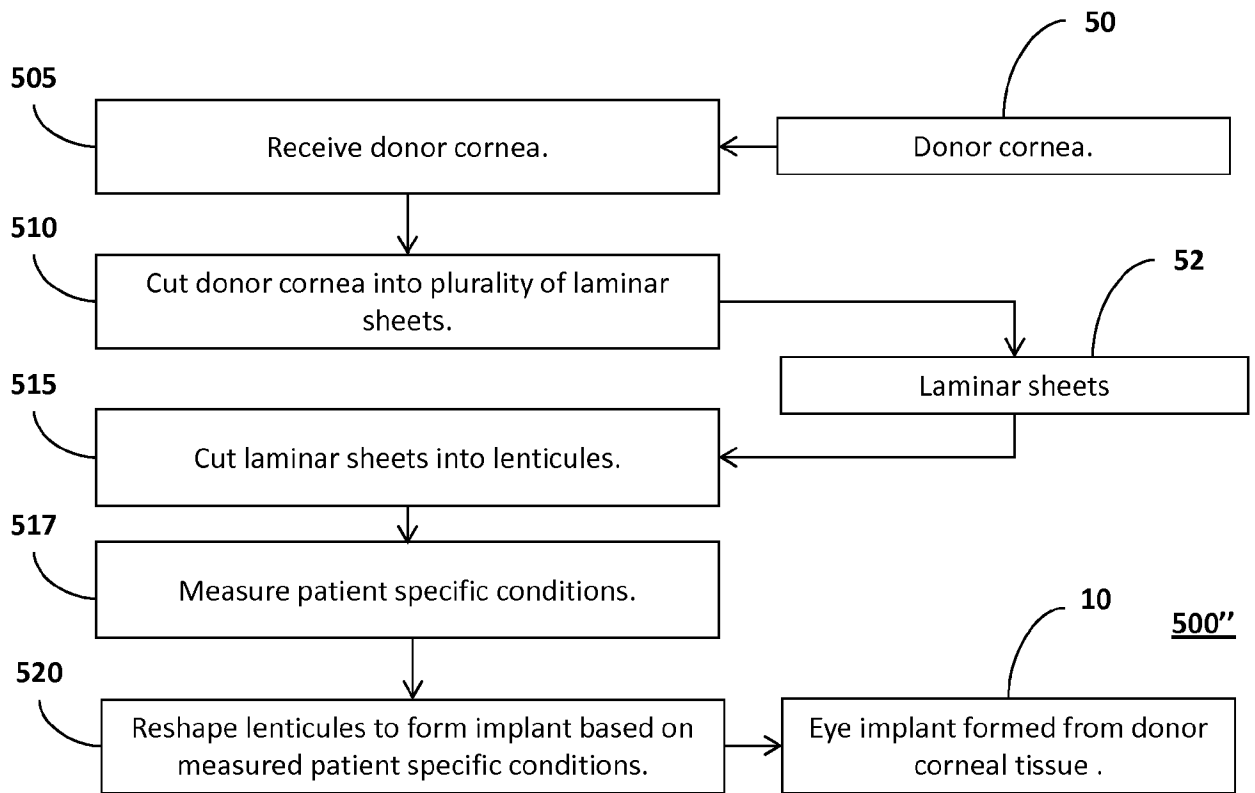 50
505
Receive donor cornea.
Donor cornea.
510
Cut donor cornea into plurality of laminar
sheets.
52
Laminar sheets
515
Cut laminar sheets into lenticules.
517
Measure patient specific conditions.
10
500’’
520
Reshape lenticules to form implant based on
measured patient specific conditions.
Eye implant formed from donor
corneal tissue .